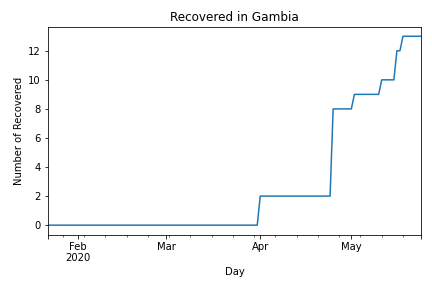 Recovered in Gambia
Number of Recovered
12
10
8
6
4
2
0
Feb
2020
Mar
Apr
May
Day